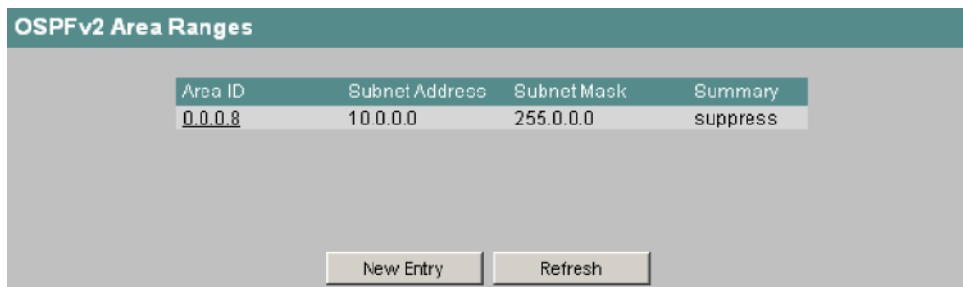 OSPFv2 Area Ranges
Area ID Subnet Address Subnet Mask Summary
0.0.0.8 10.0.0.0 255.0.0.0 suppress
New Entry Refresh